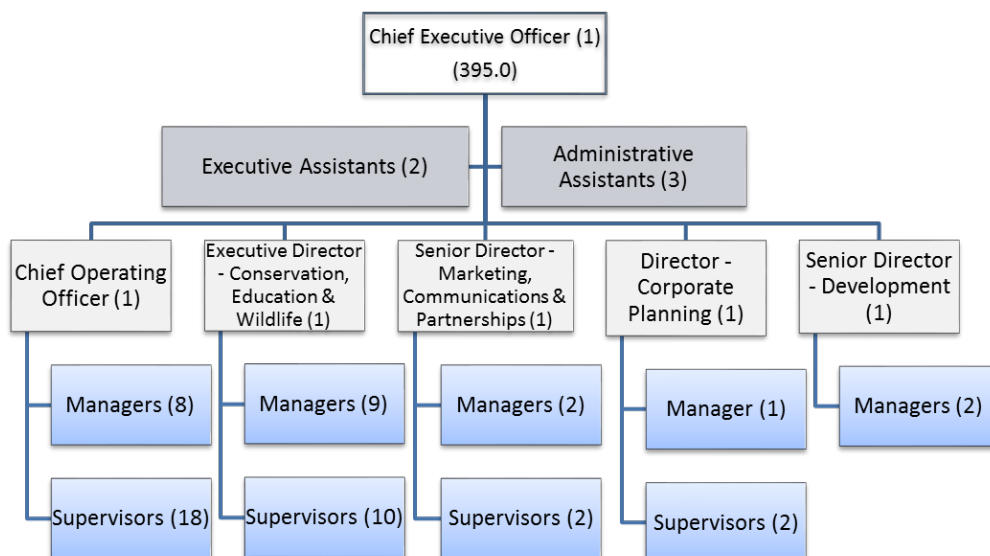 Chief Executive Officer (1)
(395.0)
Executive Assistants (2)
Administrative
Assistants (3)
Chief Operating
Officer (1)
Executive Director
- Conservation,
Education &
Wildlife (1)
Senior Director -
Marketing,
Communications &
Partnerships (1)
Director -
Corporate
Planning (1)
Senior Director
- Development
(1)
Managers (8)
Managers (9)
Managers (2)
Manager (1)
Managers (2)
Supervisors (18)
Supervisors (10)
Supervisors (2)
Supervisors (2)